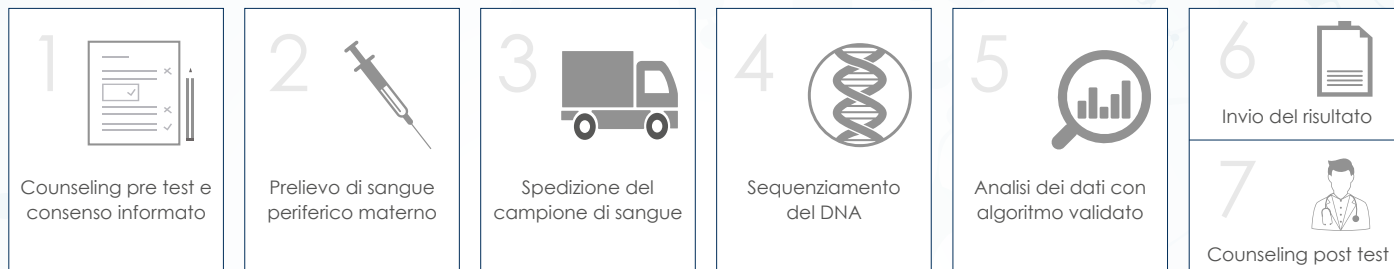 1
Counseling pre test e
consenso informato
2
Prelievo di sangue
periferico materno
3
Spedizione del
campione di sangue
4
Sequenziamento
del DNA
5
Analisi dei dati con
algoritmo validato
6
Invio del risultato
7
Counseling post test